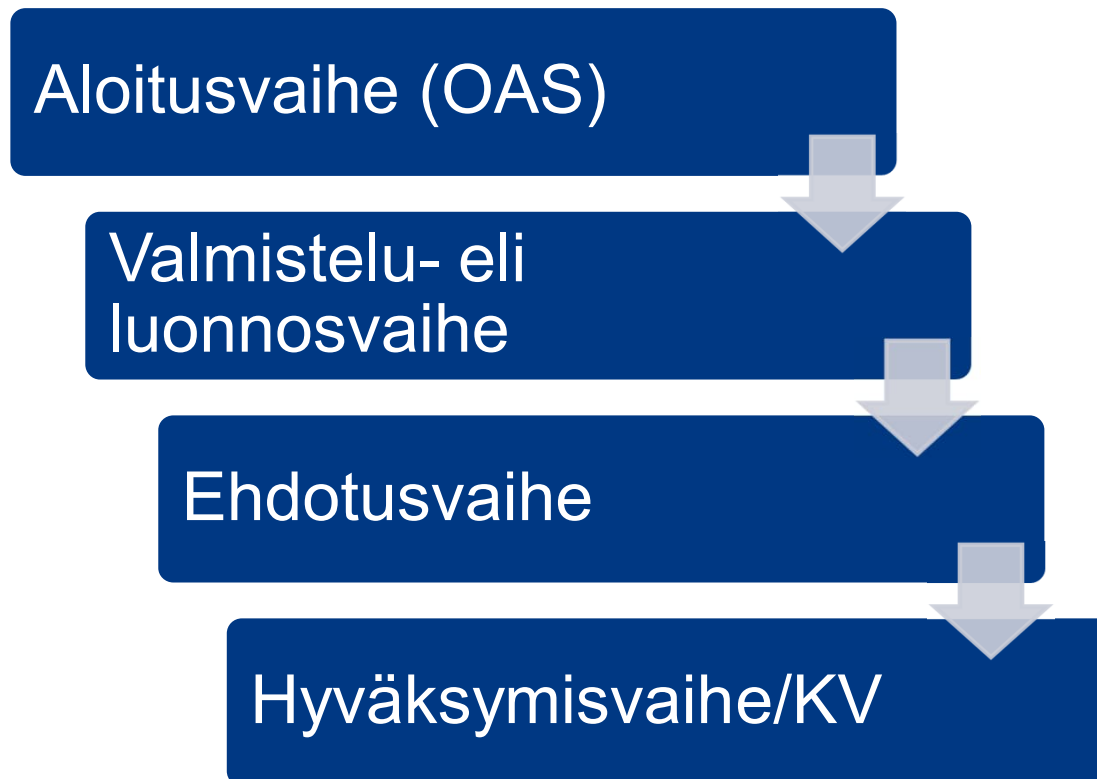 Aloitusvaihe (OAS)
Valmistelu- eli
luonnosvaihe
Ehdotusvaihe
Hyväksymisvaihe/KV